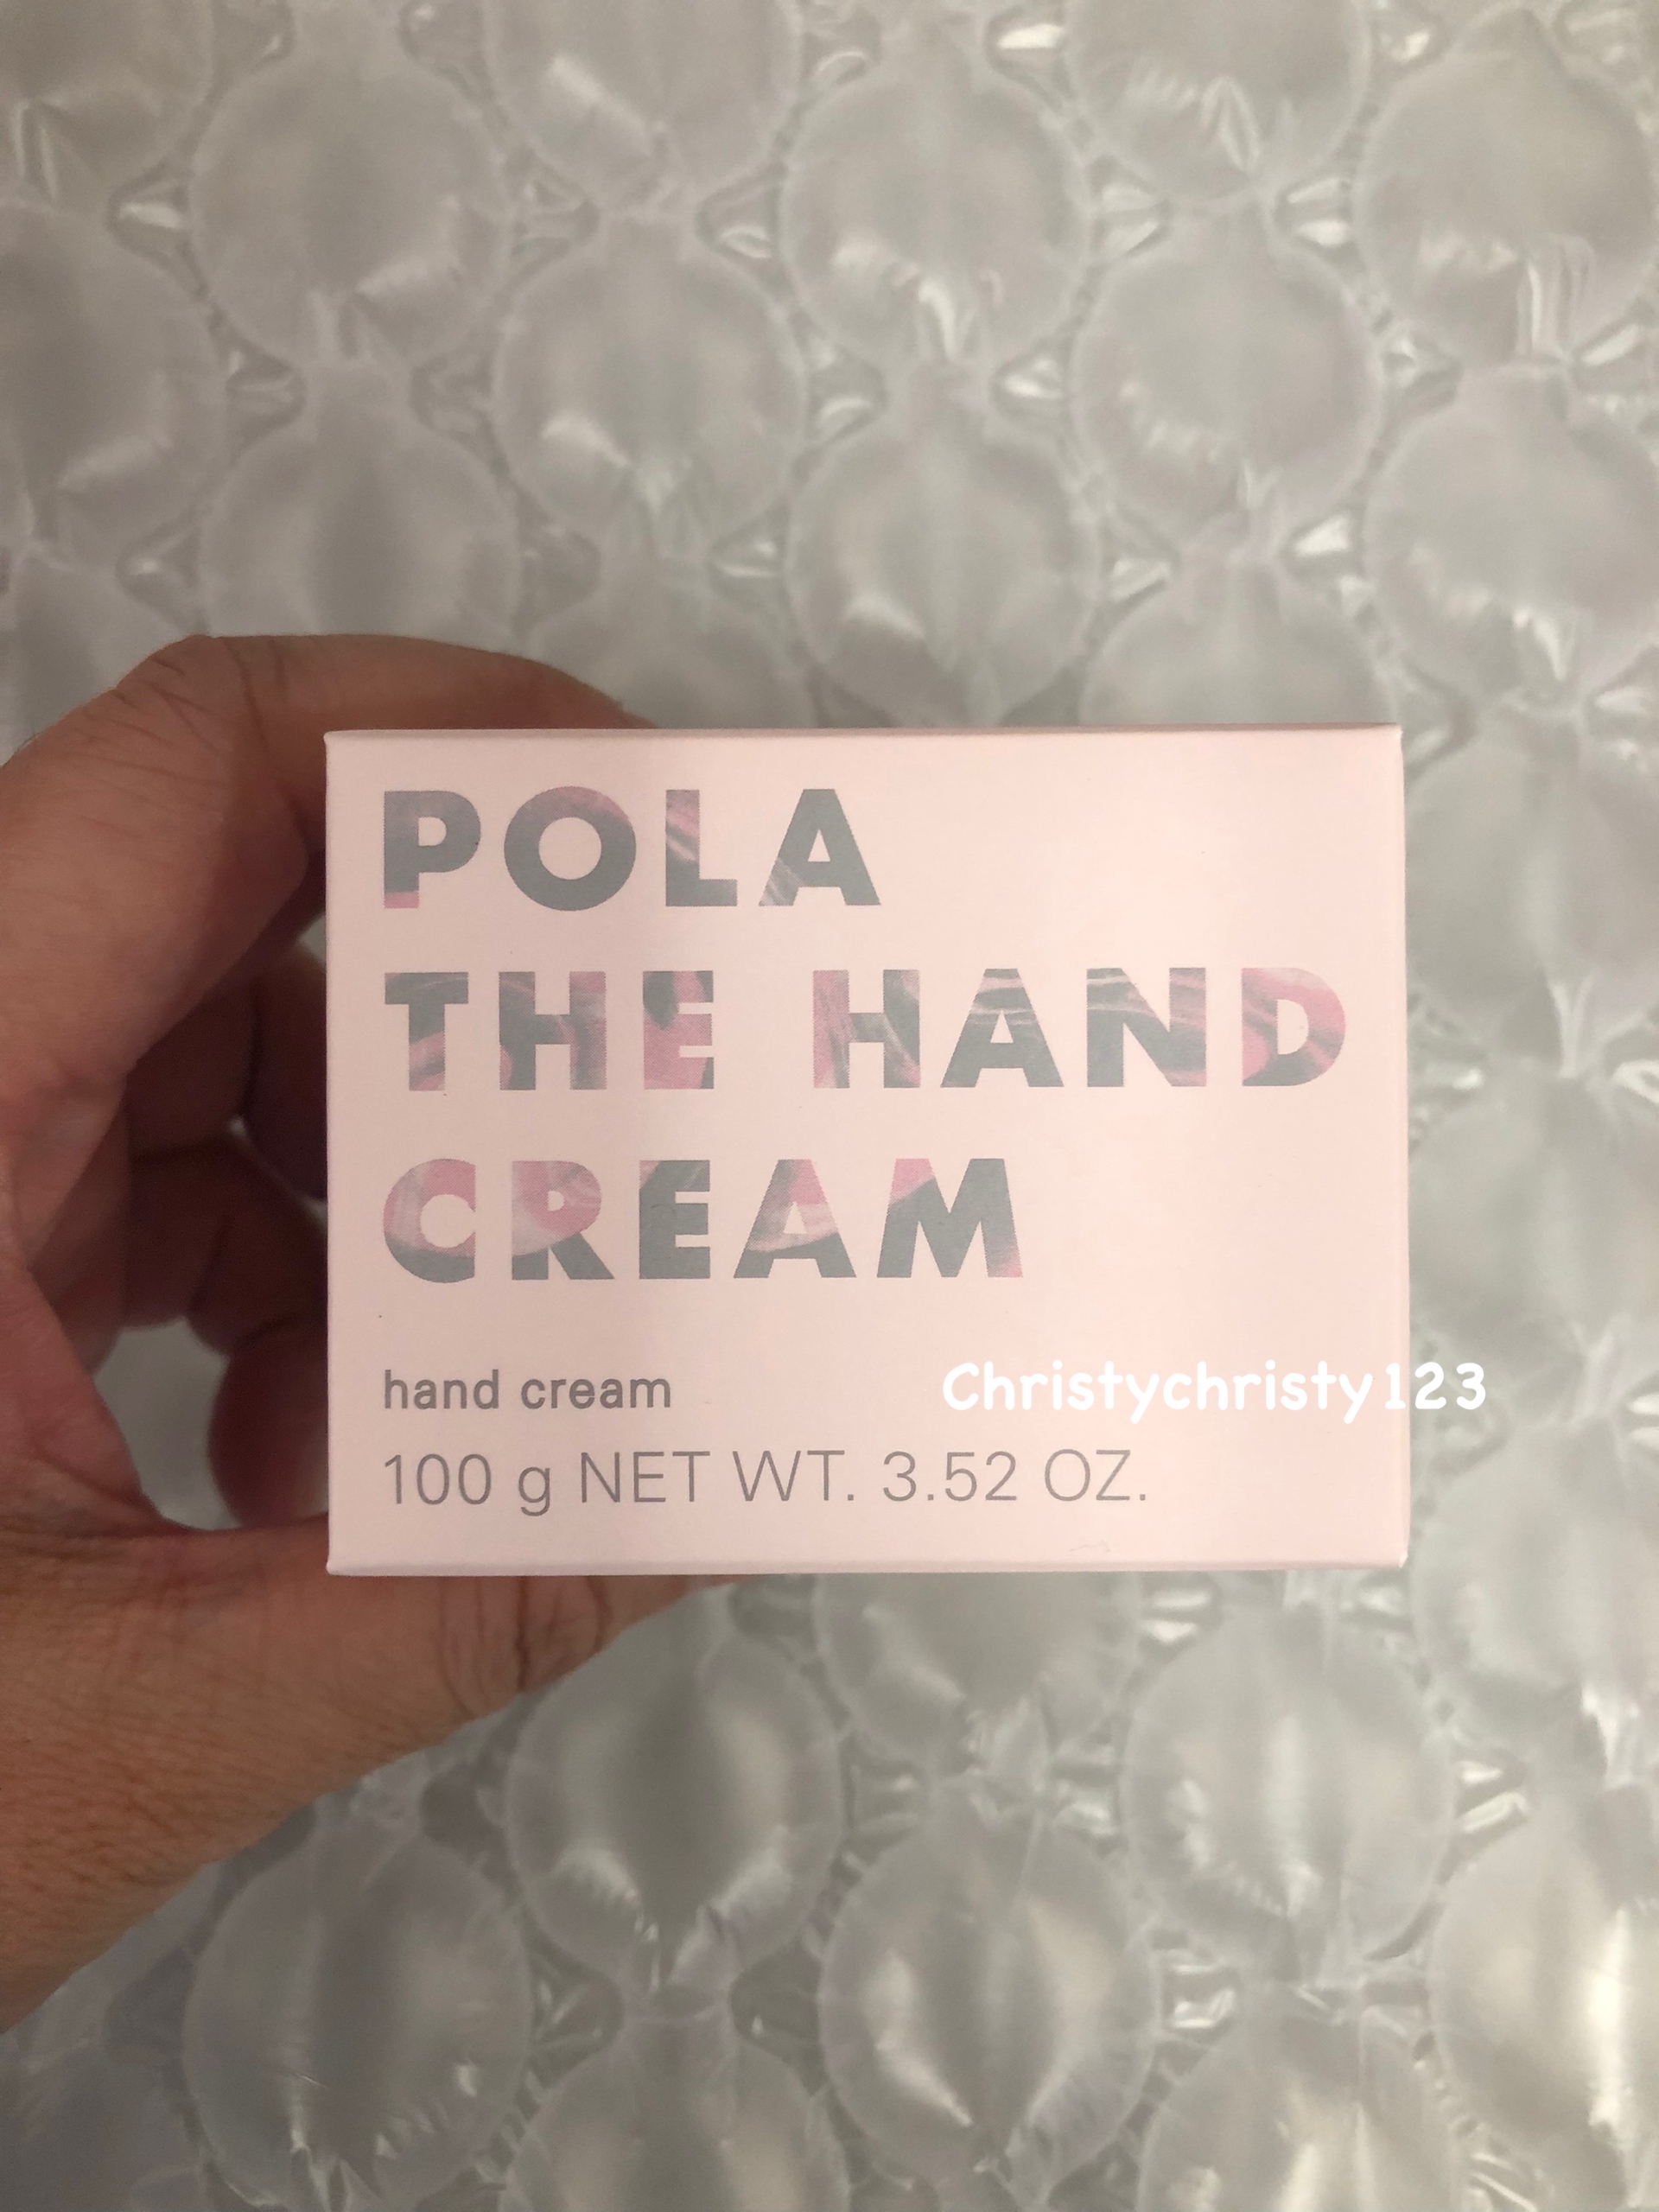 POLA
THE HAND
CREAM
hand cream
Christychristy123
100 g NET WT. 3.52 OZ.